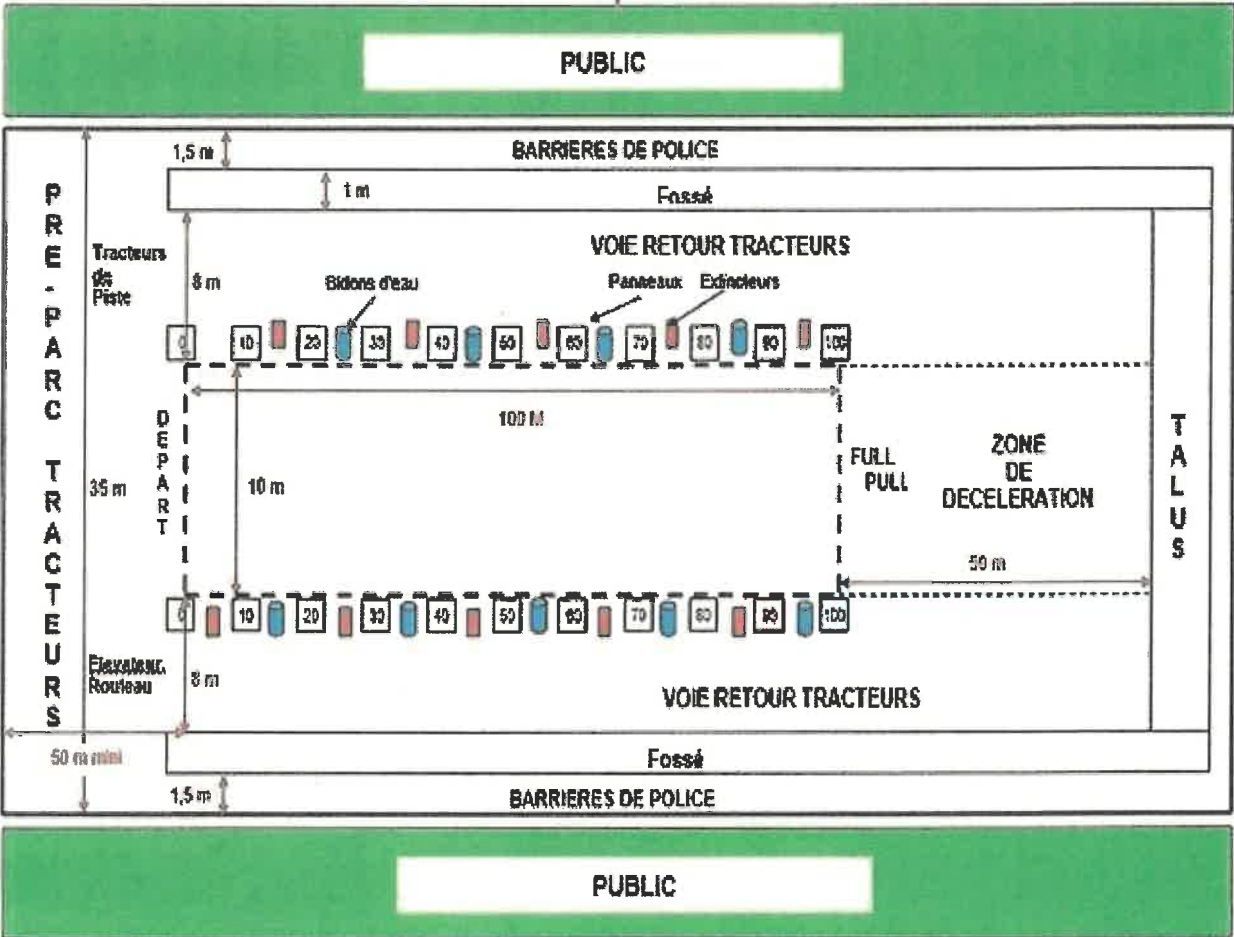 PUBLIC
BARRIERES DE POLICE
1,5 m
1 m
Fossé
PRE-PARC TRACTEURS
VOIE RETOUR TRACTEURS
Tracteurs
de
Piste
8 m
Bidons d'eau
Panneaux
Extincteurs
0 10 20 30 40 50 60 70 80 90 100
100 M
DEPART
35 m
10 m
FULL
PULL
ZONE
DE
DECELERATION
TALUS
50 m
0 10 20 30 40 50 60 70 80 90 100
Elevateur.
Rouleau
8 m
VOIE RETOUR TRACTEURS
50 m mini
Fossé
1,5 m
BARRIERES DE POLICE
PUBLIC